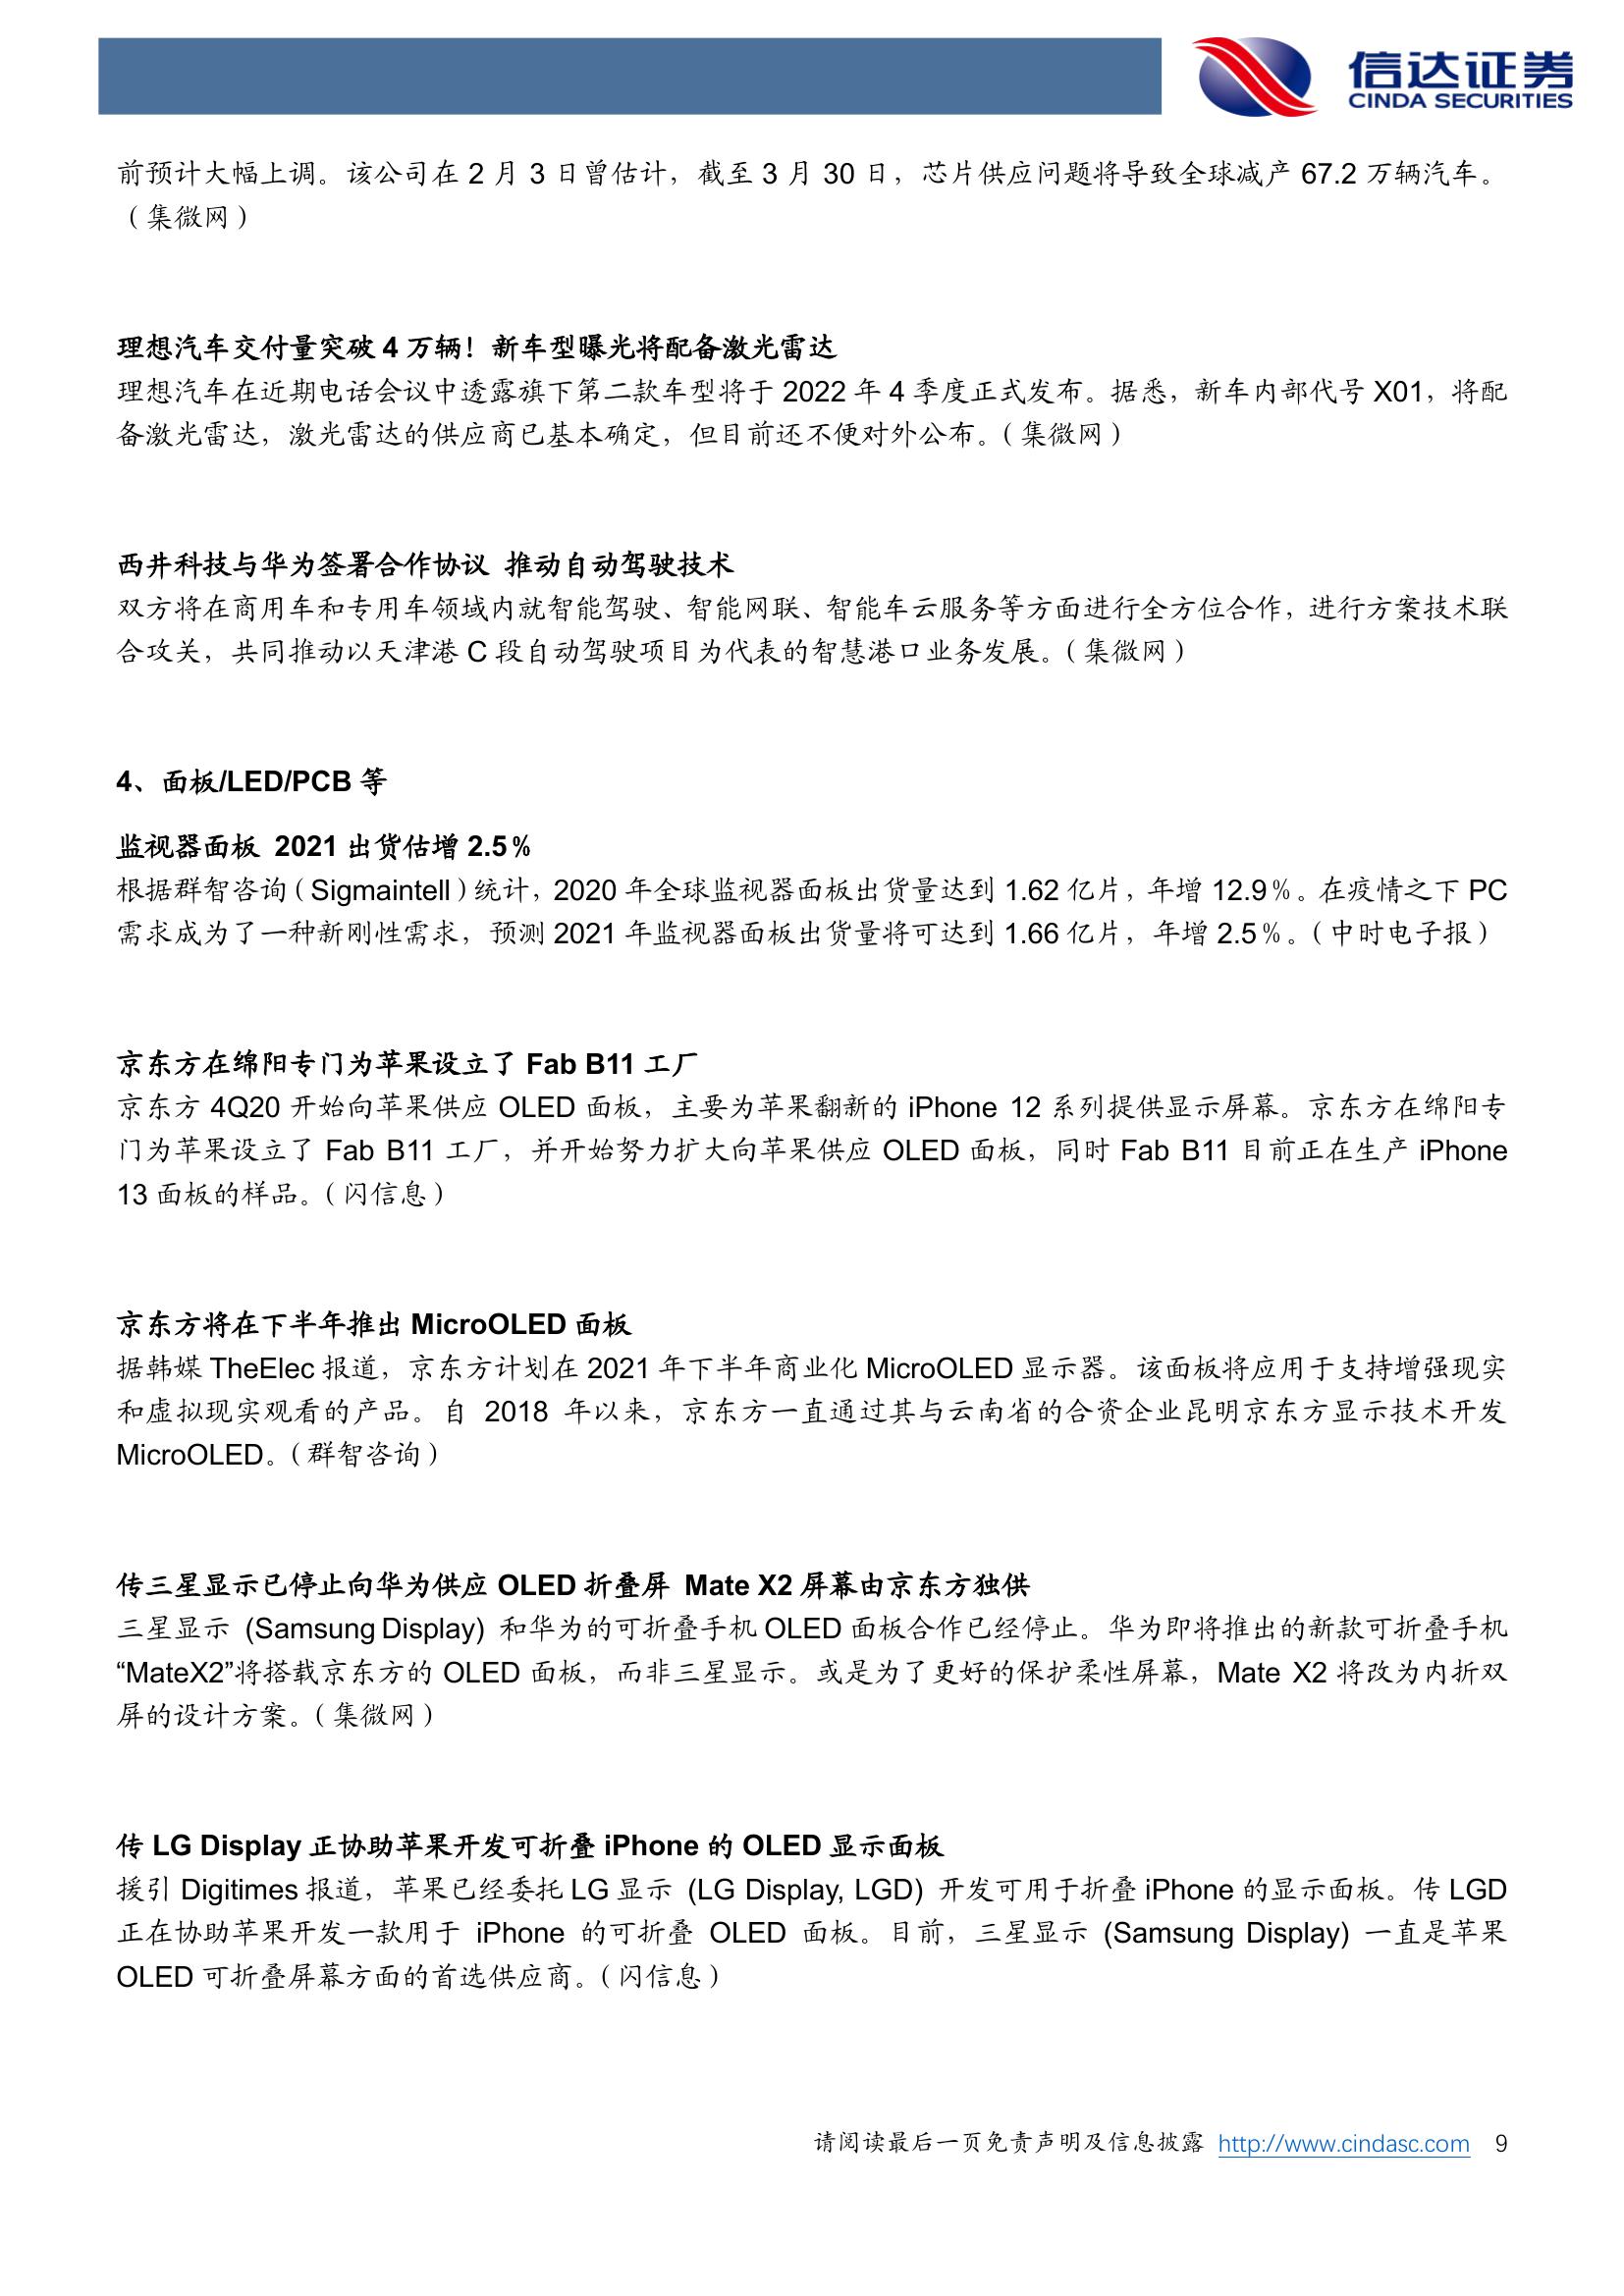 信达证券
CINDA SECURITIES
前预计大幅上调。该公司在 2 月 3 日曾估计，截至 3 月 30 日，芯片供应问题将导致全球减产 67.2 万辆汽车。
（集微网）
理想汽车交付量突破 4 万辆！新车型曝光将配备激光雷达
理想汽车在近期电话会议中透露旗下第二款车型将于 2022 年 4 季度正式发布。据悉，新车内部代号 X01，将配
备激光雷达，激光雷达的供应商已基本确定，但目前还不便对外公布。（集微网）
西井科技与华为签署合作协议 推动自动驾驶技术
双方将在商用车和专用车领域内就智能驾驶、智能网联、智能车云服务等方面进行全方位合作，进行方案技术联
合攻关，共同推动以天津港 C 段自动驾驶项目为代表的智慧港口业务发展。（集微网）
4、面板/LED/PCB 等
监视器面板 2021 出货估增 2.5％
根据群智咨询（Sigmaintell）统计，2020 年全球监视器面板出货量达到 1.62 亿片，年增 12.9％。在疫情之下 PC
需求成为了一种新刚性需求，预测 2021 年监视器面板出货量将可达到 1.66 亿片，年增 2.5％。（中时电子报）
京东方在绵阳专门为苹果设立了 Fab B11 工厂
京东方 4Q20 开始向苹果供应 OLED 面板，主要为苹果翻新的 iPhone 12 系列提供显示屏幕。京东方在绵阳专
门为苹果设立了 Fab B11 工厂，并开始努力扩大向苹果供应 OLED 面板，同时 Fab B11 目前正在生产 iPhone
13 面板的样品。（闪信息）
京东方将在下半年推出 MicroOLED 面板
据韩媒 TheElec 报道，京东方计划在 2021 年下半年商业化 MicroOLED 显示器。该面板将应用于支持增强现实
和虚拟现实观看的产品。自 2018 年以来，京东方一直通过其与云南省的合资企业昆明京东方显示技术开发
MicroOLED。（群智咨询）
传三星显示已停止向华为供应 OLED 折叠屏 Mate X2 屏幕由京东方独供
三星显示 (Samsung Display) 和华为的可折叠手机 OLED 面板合作已经停止。华为即将推出的新款可折叠手机
“MateX2”将搭载京东方的 OLED 面板，而非三星显示。或是为了更好的保护柔性屏幕，Mate X2 将改为内折双
屏的设计方案。（集微网）
传 LG Display 正协助苹果开发可折叠 iPhone 的 OLED 显示面板
援引 Digitimes 报道，苹果已经委托 LG 显示 (LG Display, LGD) 开发可用于折叠 iPhone 的显示面板。传 LGD
正在协助苹果开发一款用于 iPhone 的可折叠 OLED 面板。目前，三星显示 (Samsung Display) 一直是苹果
OLED 可折叠屏幕方面的首选供应商。（闪信息）
请阅读最后一页免责声明及信息披露 http://www.cindasc.com 9